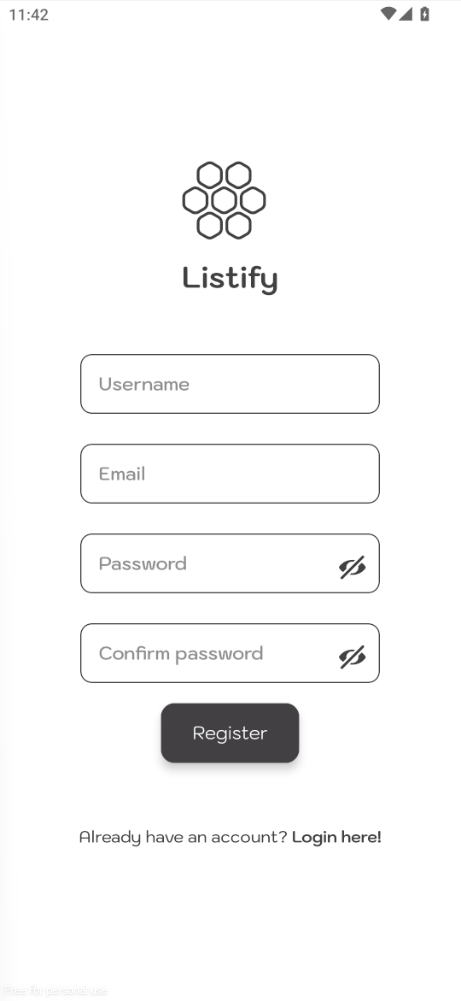 11:42
Listify
Username
Email
Password
Confirm password
Register
Already have an account? Login here!
Free for personal use